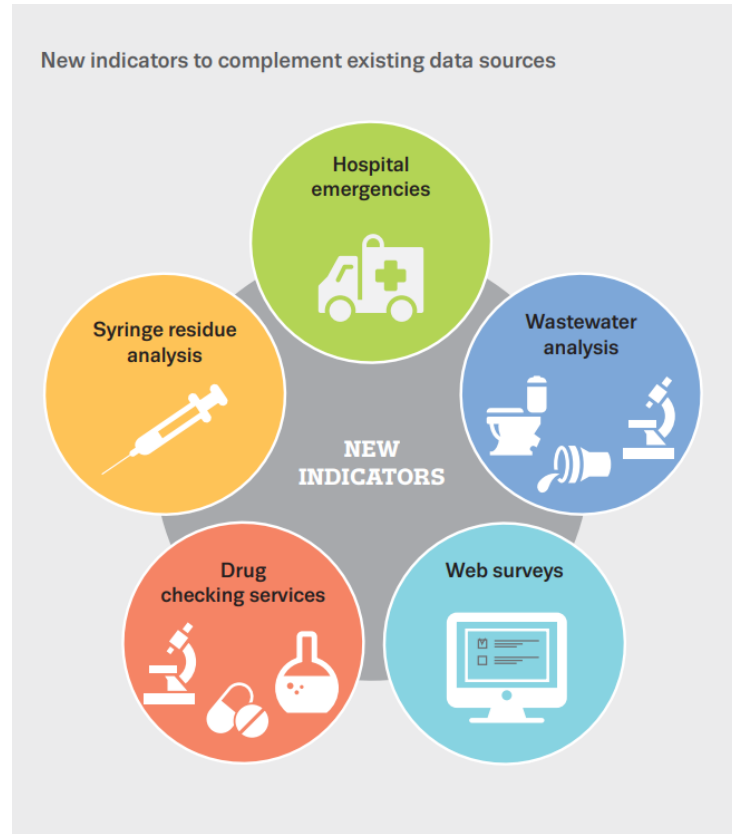 New indicators to complement existing data sources
Hospital
emergencies
Syringe residue
analysis
Wastewater
analysis
NEW
INDICATORS
Drug
checking services
Web surveys